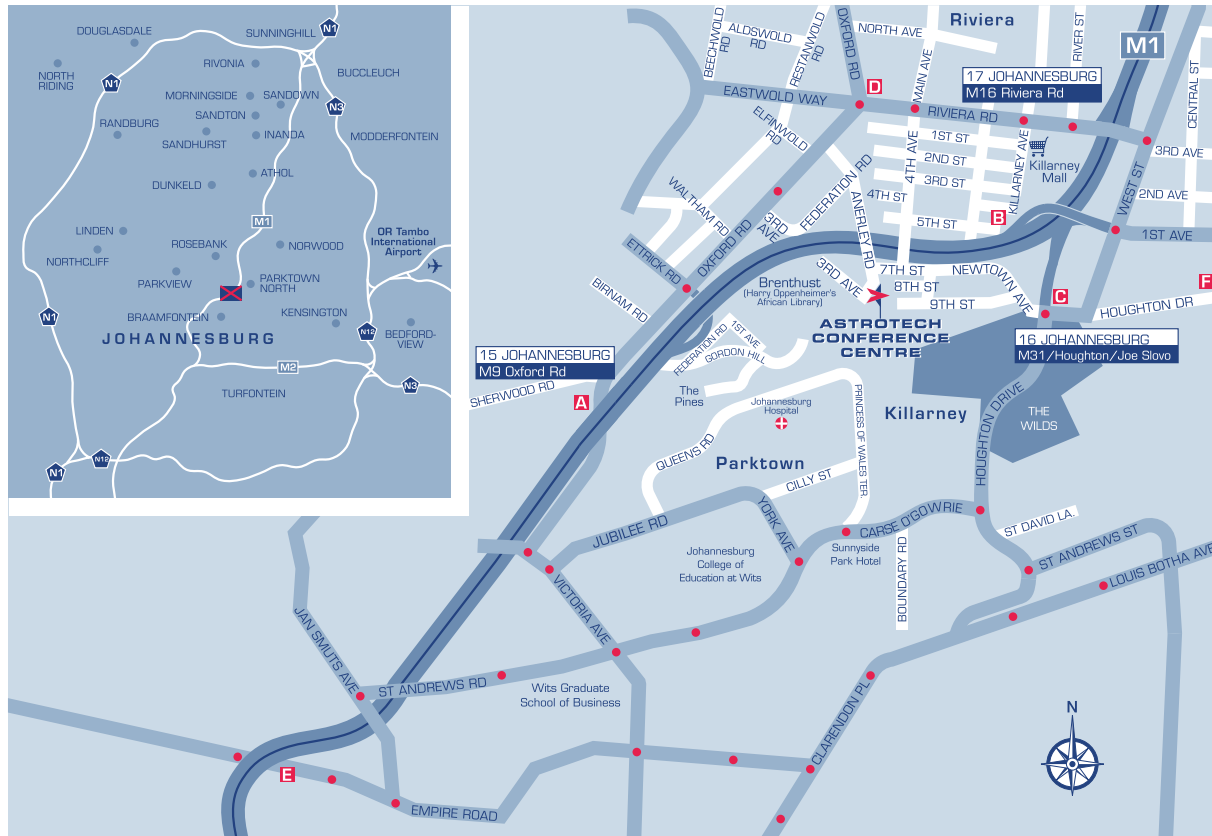 DOUGLASDALE
N1
SUNNINGHILL
NORTH
RIDING
N1
RIVONIA
BUCCLEUCH
MORNINGSIDE
SANDOWN
N3
RANDBURG
SANDTON
SANDHURST
INANDA
MODDERFONTEIN
ATHOL
DUNKELD
M1
LINDEN
ROSEBANK
NORWOOD
OR Tambo
International
Airport
NORTHCLIFF
PARKVIEW
PARKTOWN
NORTH
BRAAMFONTEIN
KENSINGTON
N1
N12
BEDFORD-
VIEW
JOHANNESBURG
M2
N3
TURFONTEIN
N12
N1
BEECHWOOD
RD
ALDSWOLD
RD
RESTANWOLD
RD
OXFORD RD
NORTH AVE
Riviera
RIVER ST
M1
CENTRAL ST
17 JOHANNESBURG
M16 Riviera Rd
EASTWOLD WAY
D
MAIN AVE
RIVIERA RD
ELFINWOLD
RD
1ST ST
2ND ST
3RD ST
4TH ST
5TH ST
4TH AVE
KILLARNEY AVE
Killarney
Mall
3RD AVE
2ND AVE
WEST ST
1ST AVE
WALTHAM RD
3RD
AVE
FEDERATION RD
ANERLEY RD
B
ETTRICK RD
OXFORD RD
BIRNAM RD
Brenthust
(Harry Oppenheimer's
African Library)
3RD AVE
7TH ST
8TH ST
9TH ST
NEWTOWN
AVE
C
F
HOUGHTON DR
ASTROTECH
CONFERENCE
CENTRE
16 JOHANNESBURG
M31/Houghton/Joe Slovo
15 JOHANNESBURG
M9 Oxford Rd
FEDERATION RD
1ST AVE
GORDON HILL
SHERWOOD RD
A
The
Pines
Johannesburg
Hospital
PRINCESS OF WALES TER.
Killarney
HOUGHTON DRIVE
THE
WILDS
QUEENS RD
Parktown
CILLY ST
JUBILEE RD
YORK AVE
CARSE O'GOWRIE
ST DAVID LA.
Johannesburg
College of
Education at Wits
Sunnyside
Park Hotel
BOUNDARY RD
ST ANDREWS ST
LOUIS BOTHA AVE
VICTORIA AVE
JAN SMUTS AVE
ST ANDREWS RD
Wits Graduate
School of Business
CLARENDON PL
N
E
EMPIRE ROAD